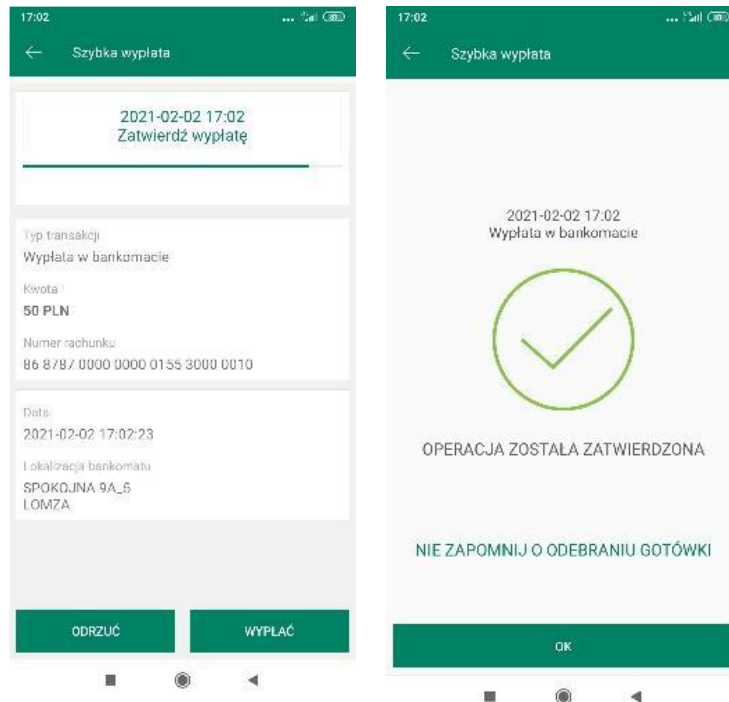 17:02
Szybka wypłata
2021-02-02 17:02
Zatwierdź wypłatę
Typ transakcji
Wypłata w bankomacie
Kwota
50 PLN
Numer rachunku
86 8787 0000 0000 0155 3000 0010
Data
2021-02-02 17:02:23
Lokalizacja bankomatu
SPOKOJNA 9A_5
LOMZA
ODRZUĆ
WYPŁAĆ
17:02
Szybka wypłata
2021-02-02 17:02
Wypłata w bankomacie
OPERACJA ZOSTAŁA ZATWIERDZONA
NIE ZAPOMNIJ O ODEBRANIU GOTÓWKI
OK